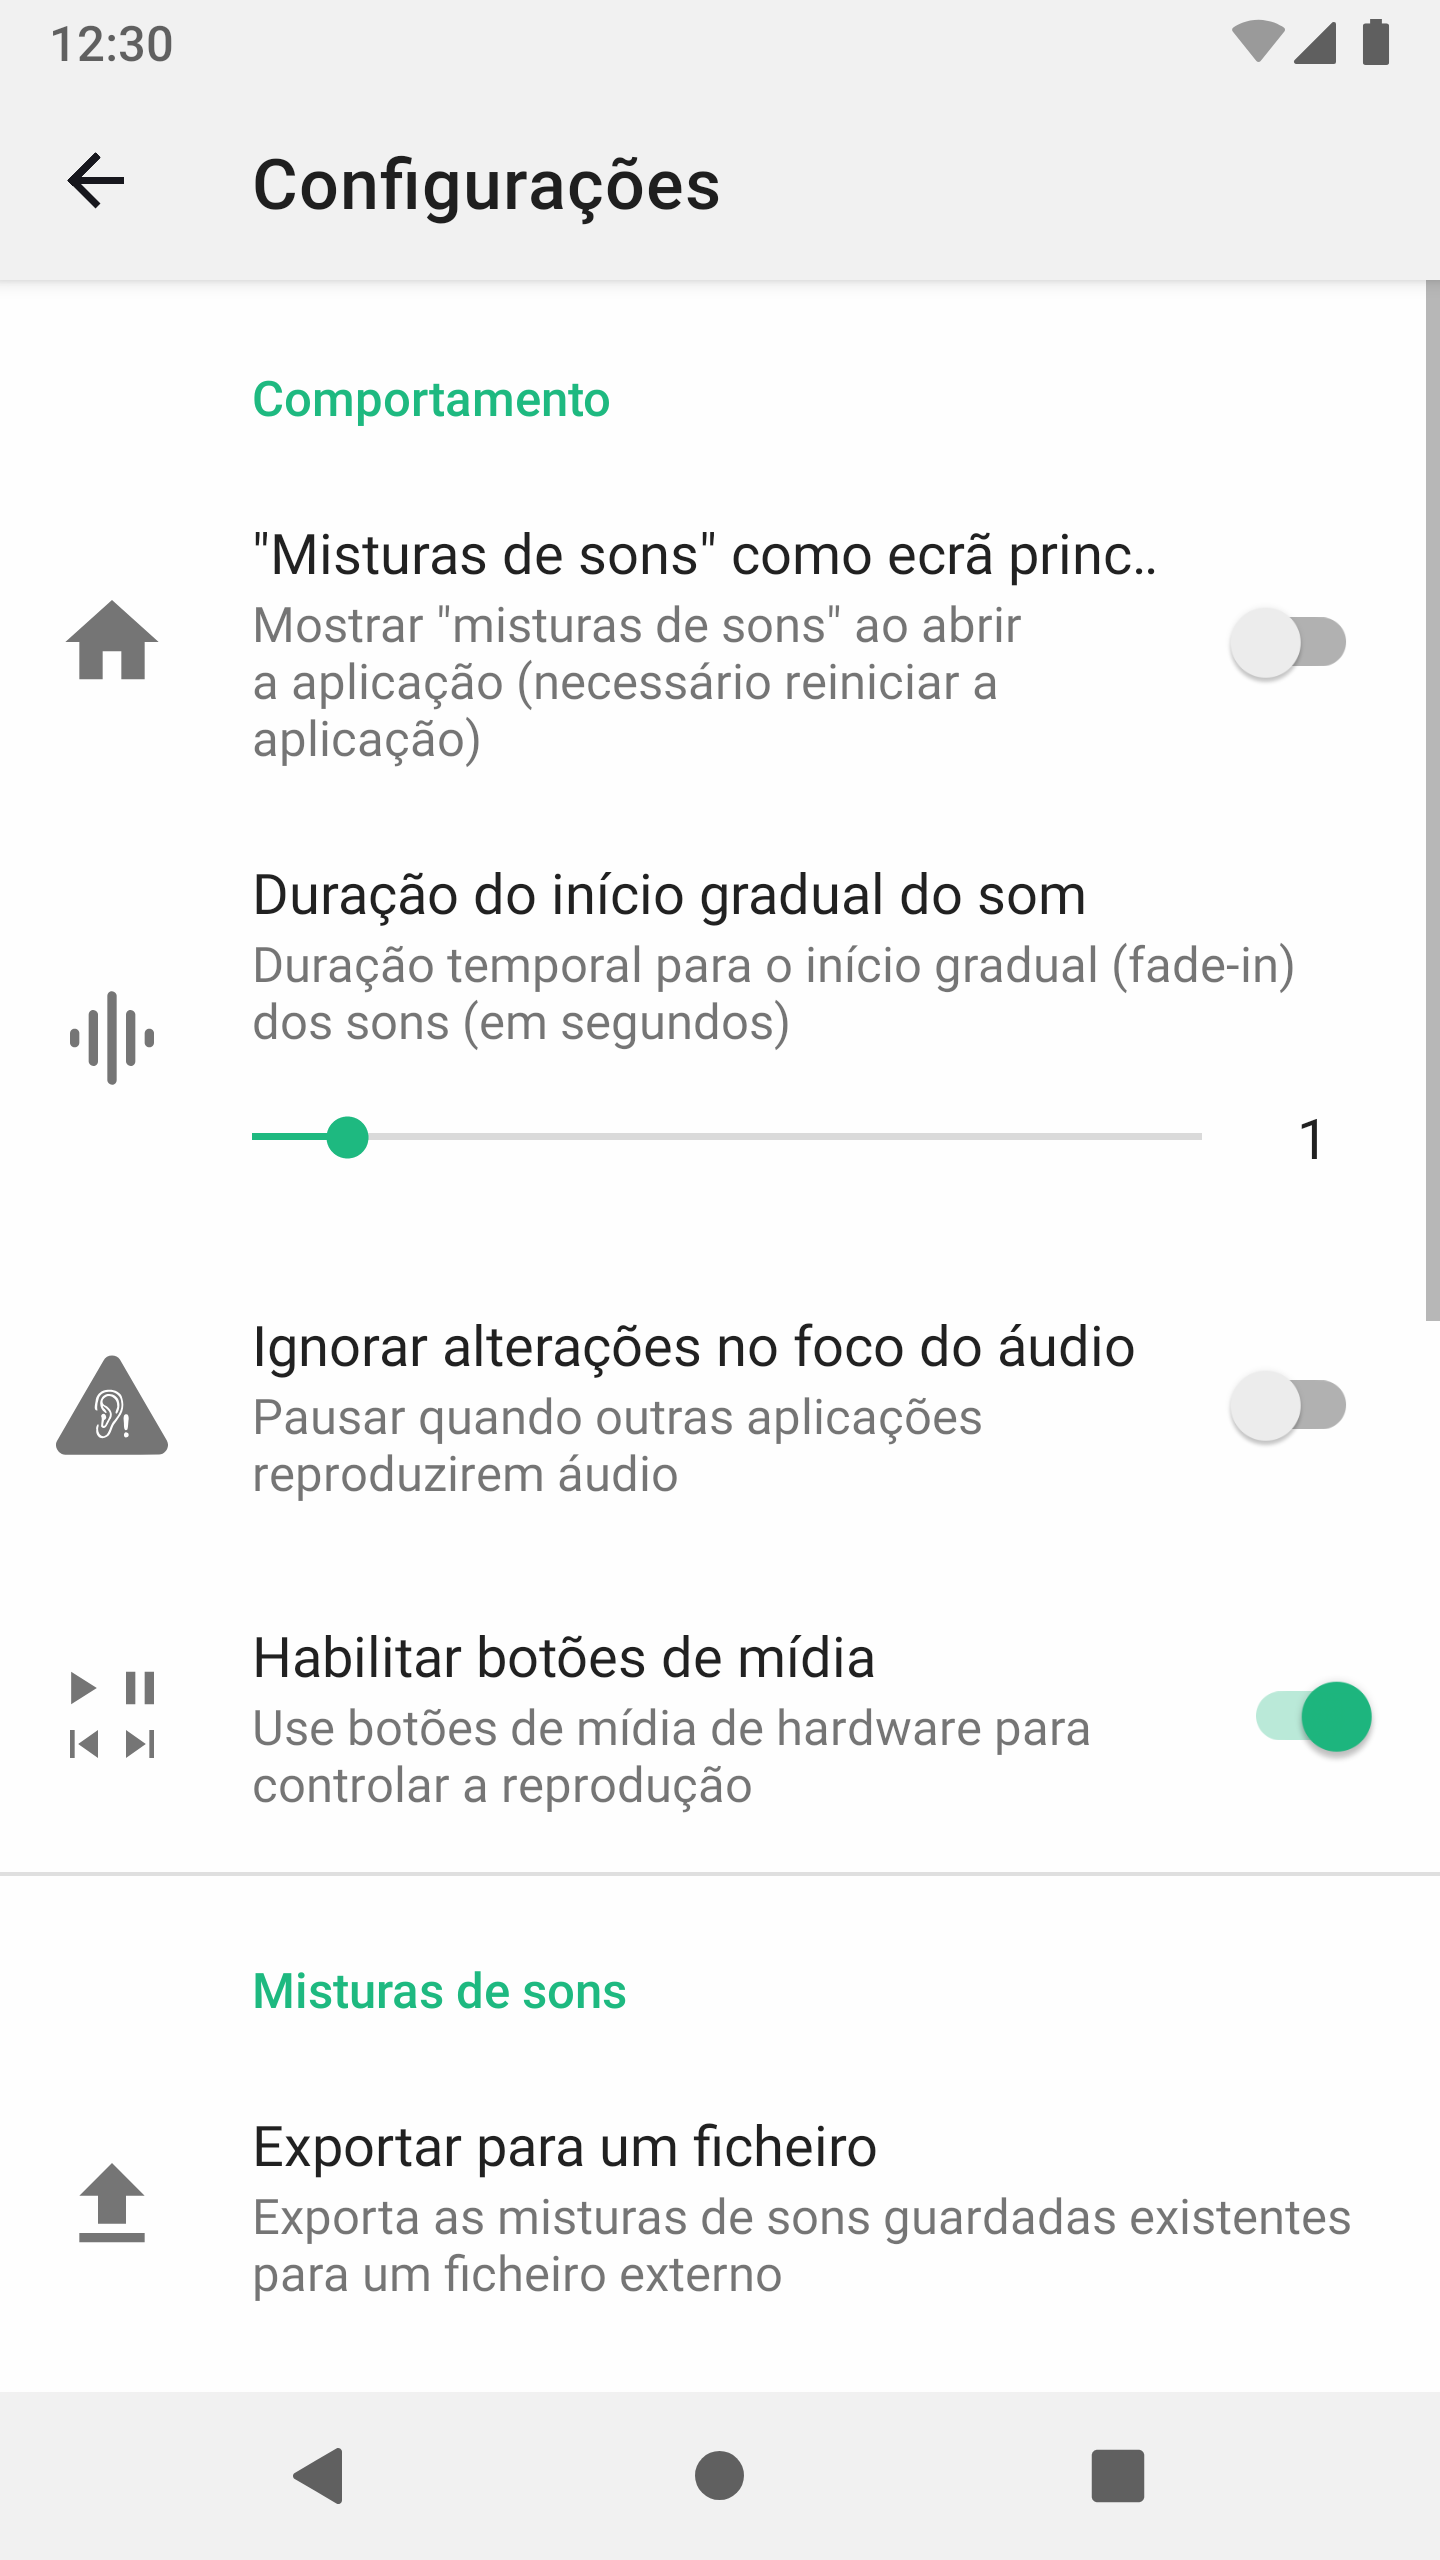 12:30
Configurações
Comportamento
"Misturas de sons" como ecrã princ..
Mostrar "misturas de sons" ao abrir
a aplicação (necessário reiniciar a
aplicação)
Duração do início gradual do som
Duração temporal para o início gradual (fade-in)
dos sons (em segundos)
1
Ignorar alterações no foco do áudio
Pausar quando outras aplicações
reproduzirem áudio
Habilitar botões de mídia
Use botões de mídia de hardware para
controlar a reprodução
Misturas de sons
Exportar para um ficheiro
Exporta as misturas de sons guardadas existentes
para um ficheiro externo